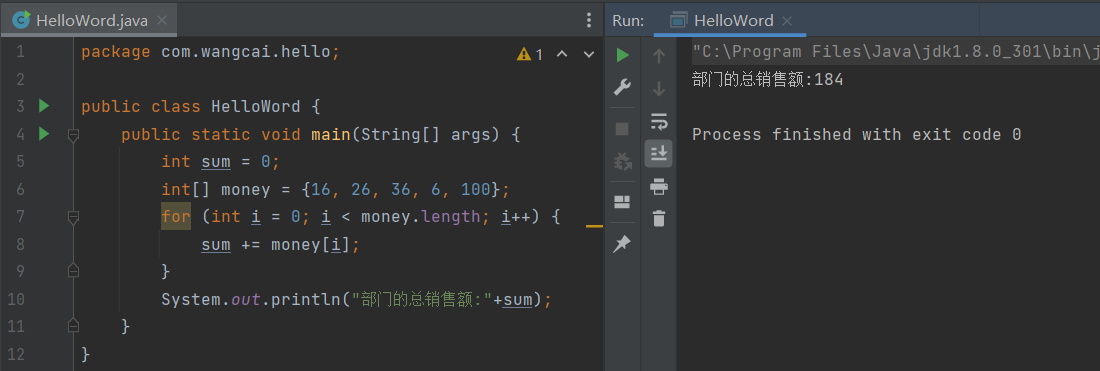 HelloWord.java
1 package com.wangcai.hello;
1
2
3 public class HelloWord {
4 public static void main(String[] args) {
5 int sum = 0;
6 int[] money = {16, 26, 36, 6, 100};
7 for (int i = 0; i < money.length; i++) {
8 sum += money[i];
9 }
10 System.out.println("部门的总销售额:"+sum);
11 }
12 }
Run: HelloWord
"C:\Program Files\Java\jdk1.8.0_301\bin\j
部门的总销售额:184
Process finished with exit code 0